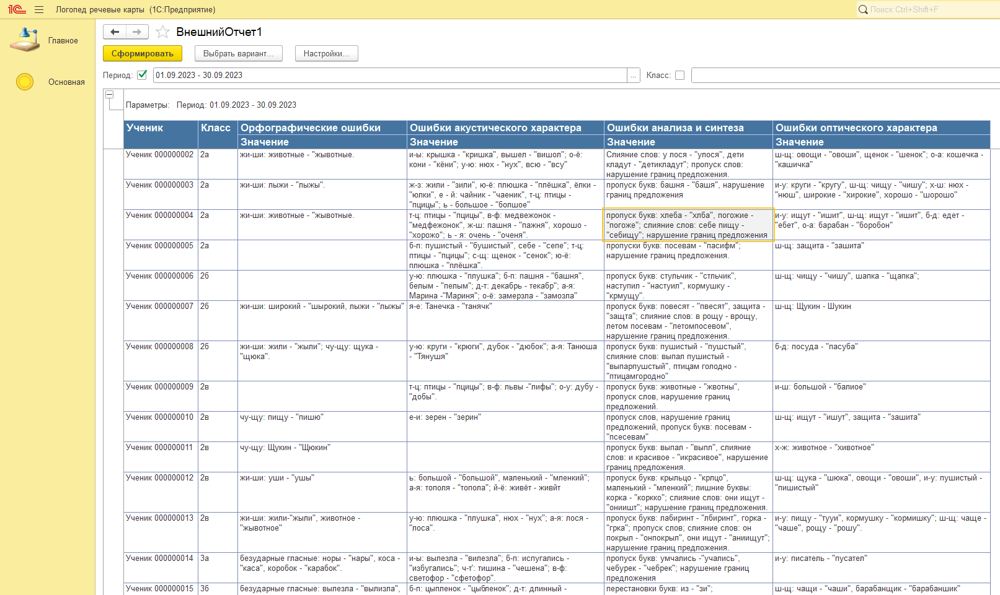 1С Логопед речевые карты (1С:Предприятие)
Поиск Ctrl+Shift+F
Главное
Основная
ВнешнийОтчет1
Сформировать Выбрать вариант... Настройки...
Период: 01.09.2023 - 30.09.2023 ... Класс:
Параметры: Период: 01.09.2023 - 30.09.2023
Ученик Класс Орфографические ошибки Ошибки акустического характера Ошибки анализа и синтеза Ошибки оптического характера
Значение Значение Значение Значение
Ученик 000000002 2а жи-ши: животные - "жывотные. и-ы: крышка - "кришка", вышел - "вишол"; о-ё: Слияние слов: у лося - "улося", дети ш-щ: овощи - "овоши", щенок - "шенок"; о-а: кошечка -
кони - "кёни"; у-ю: нюх - "нух", всю - "всу" кладут - "детикладут"; пропуск слов: "кашичка"
нарушение границ предложения.
Ученик 000000003 2а жи-ши: лыжи - "лыжы". ж-з: жили - "зили", ю-ё: плюшка - "плёшка", ёлки - пропуск букв: башня - "башя", нарушение и-у: круги - "кругу", ш-щ: чищу - "чишу"; х-ш: нюх -
"юлки", е - й: чайник - "чаеник", т-ц: птицы - границ предложения "нюш", широкие - "хирокие", хорошо - "шорошо"
"пцицы"; ь - большое - "болшое"
Ученик 000000004 2а жи-ши: животные - "жывотные. т-ц: птицы - "пцицы", в-ф: медвежонок - пропуск букв: хлеба - "хлба", погожие - и-у: ищут - "ишит", ш-щ: ищут - "ишит", б-д: едет -
"медфежонок", ж-ш: пашня - "пажня", хорошо - "погоже"; слияние слов: себе пищу - "ебет", о-а: барабан - "боробон"
"хорожо"; ь - я: очень - "оченя". "себищу"; нарушение границ предложения
Ученик 000000005 2а б-п: пушистый - "бушистый", себе - "сепе"; т-ц: пропуски букв: посевам - "пасифм"; ш-щ: защита - "зашита"
птицы - "пцицы"; с-щ: щенок - "сенок"; ю-ё: нарушение границ предложения.
плюшка - "плёшка".
Ученик 000000006 2б у-ю: плюшка - "плушка"; б-п: пашня - "башня", пропуск букв: стульчик - "стльчик", ш-щ: чищу - "чишу", шапка - "щапка";
белым - "пелым"; д-т: декабрь - текабр"; а-я: наступил - "настуил", кормушку -
Марина -"Мариня"; о-ё: замерзла - "замозла" "крмущу".
Ученик 000000007 2б жи-ши: широкий - "шырокий, лыжи - "лыжы" я-е: Танечка - "танячк" пропуск букв: повесят - "пвесят", защита - ш-щ: Щукин - Шукин
"защта"; слияние слов: в рощу - врощу,
летом посевам - "летомпосевом",
нарушение границ предложения.
Ученик 000000008 2б жи-ши: жили - "жыли"; чу-щу: щука - у-ю: круги - "крюги", дубок - "дюбок"; а-я: Танюша пропуск букв: пушистый - "пушстый", б-д: посуда - "пасуба"
"щюка". - "Тянушя" слияние слов: выпал пушистый -
"выпарпушстый", птицам голодно -
"птицамгородно"
Ученик 000000009 2в т-ц: птицы - "пцицы"; в-ф: львы -"лифы"; о-у: дубу - пропуск букв: животные - "жвотны", и-ш: большой - "балиое"
"добы". пропуск слов, нарушение границ
предложений.
Ученик 000000010 2в чу-щу: пищу - "пишю" е-и: зерен - "зерин" пропуск слов, нарушение границ ш-щ: ищут - "ишут", защита - "зашита"
предложений, пропуск букв: посевам -
"псесевам"
Ученик 000000011 2в чу-щу: Щукин - "Щюкин" пропуск букв: выпал - "выпл", слияние х-ж: животное - "хивотное"
слов: и красивое - "икрасивое", нарушение
границ предложения.
Ученик 000000012 2в жи-ши: уши - "ушы" ь: большой - "болшой", маленький - "мленкий"; пропуск букв: крыльцо - "крлцо", ш-щ: щука - "шюка", овощи - "овоши", и-у: пушистый -
а-я: тополя - "топола"; й-ё: живёт - живйт маленький - "мленкий"; лишние буквы: "пишистый"
корка - "коркко"; слияние слов: они ищут -
"ониишт"; нарушение границ предложения.
Ученик 000000013 2в жи-ши: жили-"жыли", животное - у-ю: плюшка - "плушка", нюх - "нух"; а-я: лося - пропуск букв: лабиринт - "лбиринт", горка - и-у: пищу - "тууи", кормушку - "кормишку"; ш-щ: чаще -
"жывотное" "лоса". "грка"; пропуск слов; слияние слов: он "чаше", рощу - "рошу".
покрыл - "онпокрыл", они ищут - "аниищут";
нарушение границ предложения.
Ученик 000000014 3а безударные гласные: норы - "нары", коса - и-ы: вылезла - "вилезла"; б-п: испугались - пропуск букв: умчались -"учались", и-у: писатель - "пусател"
"каса", коробок - "карабок". "избугались"; ч-т': тишина - "чешена"; в-ф: чебурек - "чебрек"; нарушение границ
светофор - "сфетофор". предложения
Ученик 000000015 3б безударные гласные: вылезла - "вылизла", б-п: цыпленок - "цыбленок"; д-т: длинный - перестановки букв: из - "зи"; ш-щ: чащи - "чаши", барабанщик - "барабаншик"